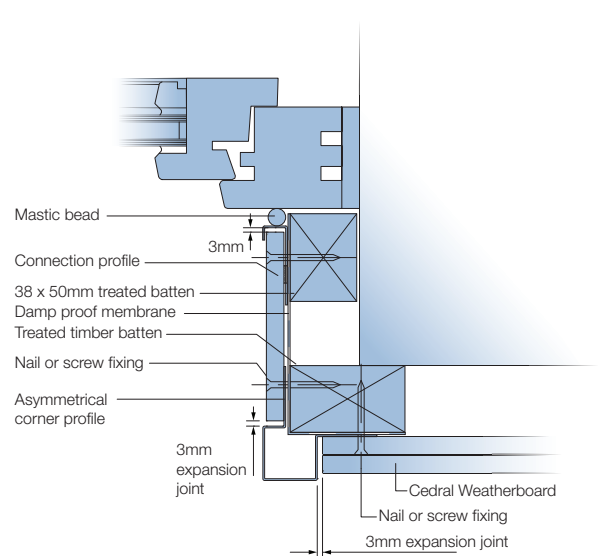 Mastic bead
3mm
Connection profile
38 x 50mm treated batten
Damp proof membrane
Treated timber batten
Nail or screw fixing
Asymmetrical
corner profile
3mm
expansion
joint
Cedral Weatherboard
Nail or screw fixing
3mm expansion joint